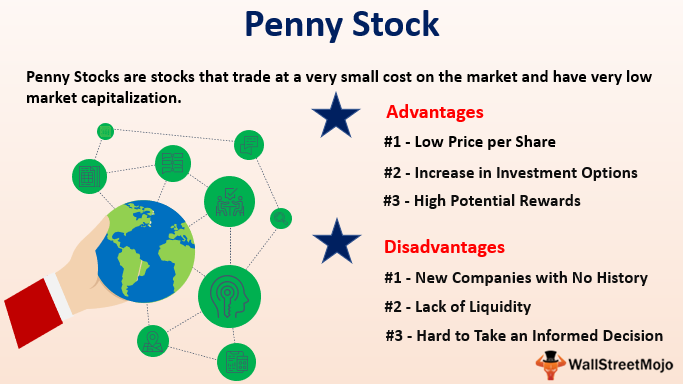 Penny Stock
Penny Stocks are stocks that trade at a very small cost on the market and have very low
market capitalization.
Advantages
#1 - Low Price per Share
#2 - Increase in Investment Options
#3 - High Potential Rewards
Disadvantages
#1 - New Companies with No History
#2 - Lack of Liquidity
#3 - Hard to Take an Informed Decision
WallStreetMojo